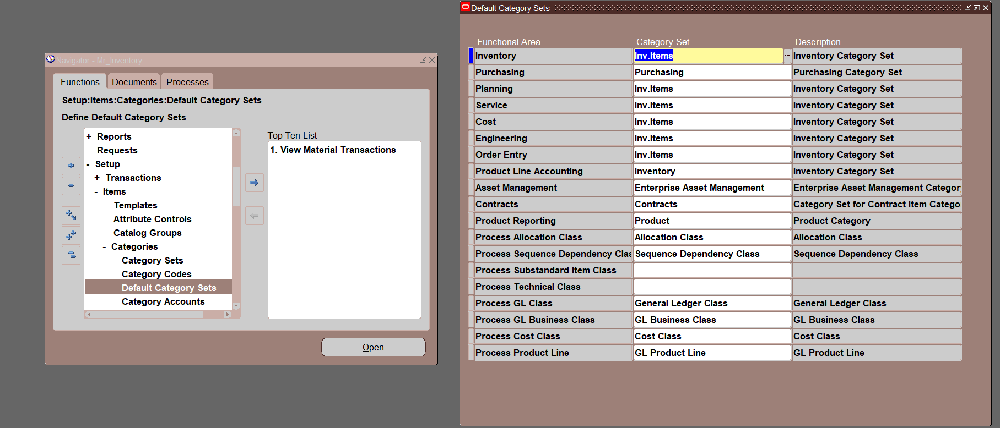 Navigator - Mr_Inventory
Functions Documents Processes
Setup:Items:Categories:Default Category Sets
Define Default Category Sets
+ Reports
Requests
- Setup
+ Transactions
- Items
Templates
Attribute Controls
Catalog Groups
- Categories
Category Sets
Category Codes
Default Category Sets
Category Accounts
Top Ten List
1. View Material Transactions
Open
Default Category Sets
Functional Area Category Set Description
Inventory Inv.Items ... Inventory Category Set
Purchasing Purchasing Purchasing Category Set
Planning Inv.Items Inventory Category Set
Service Inv.Items Inventory Category Set
Cost Inv.Items Inventory Category Set
Engineering Inv.Items Inventory Category Set
Order Entry Inv.Items Inventory Category Set
Product Line Accounting Inventory Inventory Category Set
Asset Management Enterprise Asset Management Enterprise Asset Management Categor
Contracts Contracts Category Set for Contract Item Catego
Product Reporting Product Product Category
Process Allocation Class Allocation Class Allocation Class
Process Sequence Dependency Clas Sequence Dependency Class Sequence Dependency Class
Process Substandard Item Class
Process Technical Class
Process GL Class General Ledger Class General Ledger Class
Process GL Business Class GL Business Class GL Business Class
Process Cost Class Cost Class Cost Class
Process Product Line GL Product Line GL Product Line